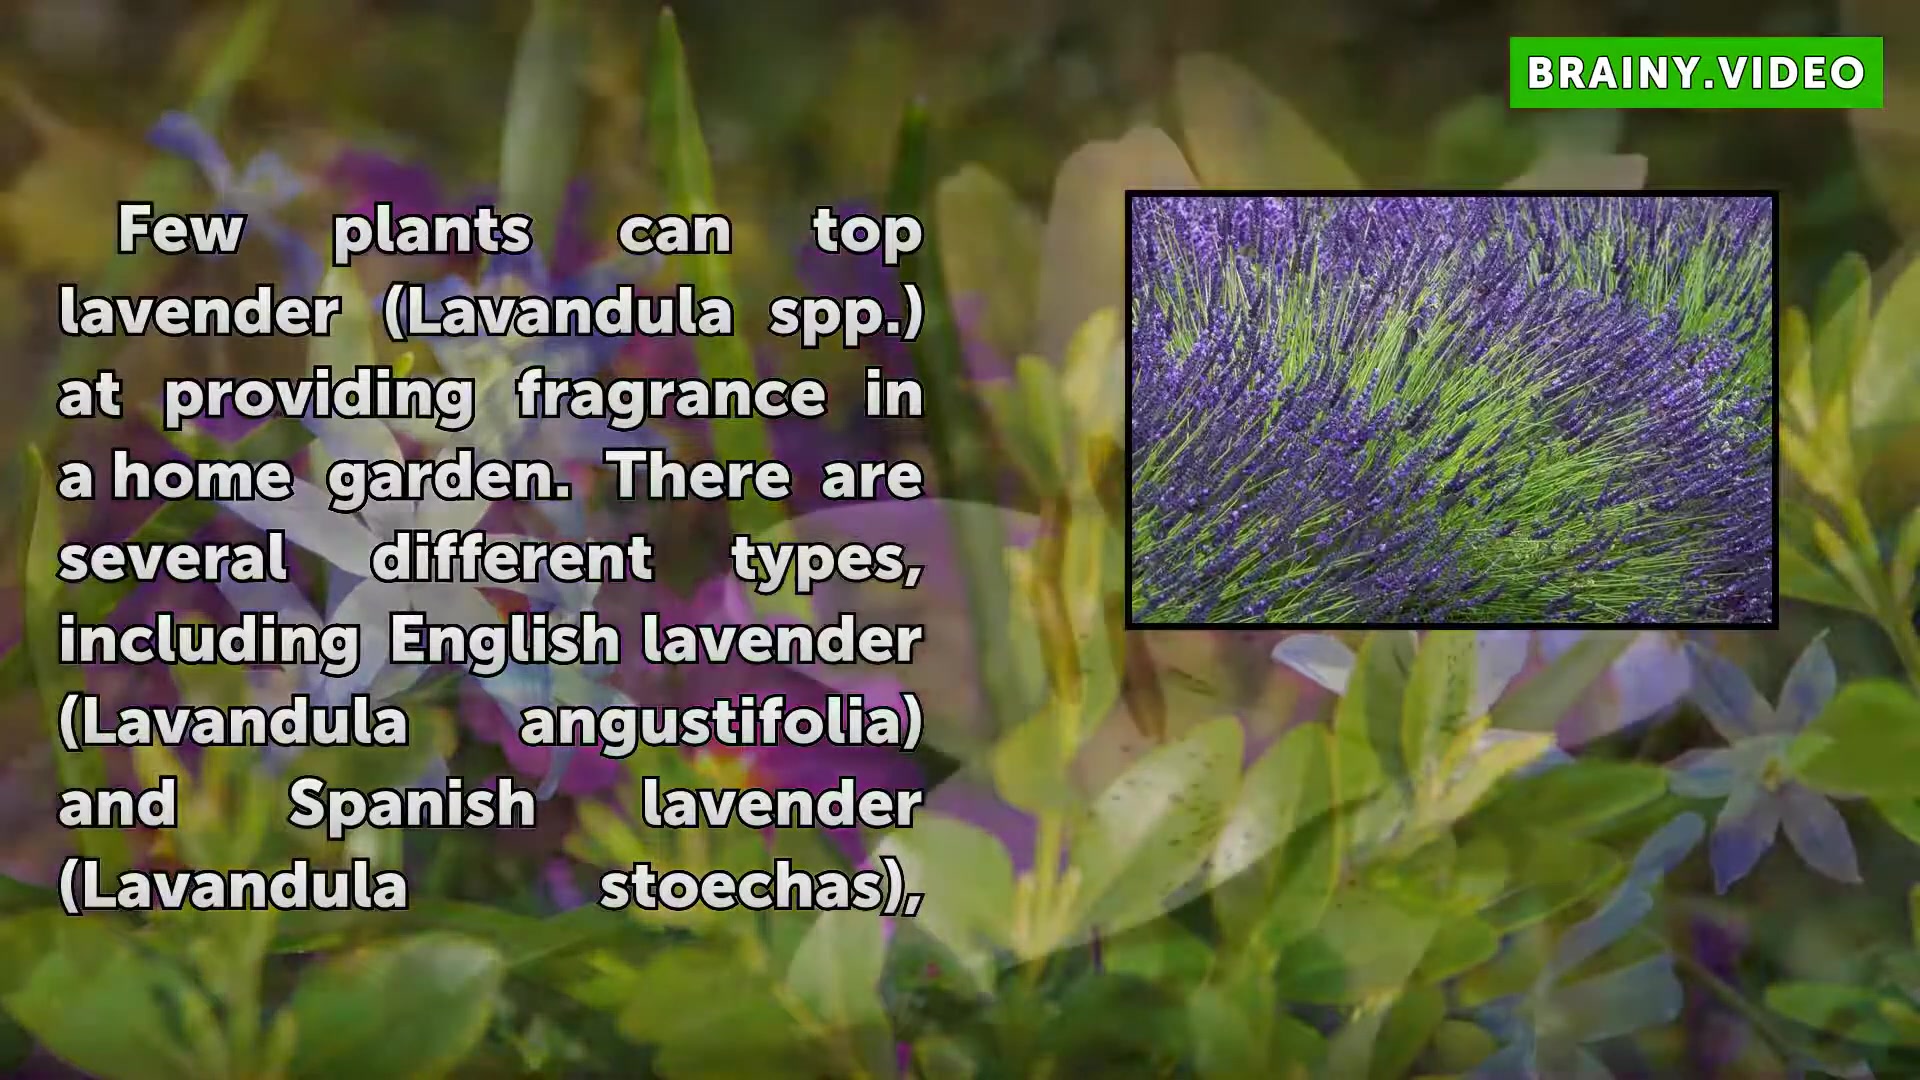 BRAINY.VIDEO
Few plants can top
lavender (Lavandula spp.)
at providing fragrance in
a home garden. There are
several different types,
including English lavender
(Lavandula angustifolia)
and Spanish lavender
(Lavandula stoechas),